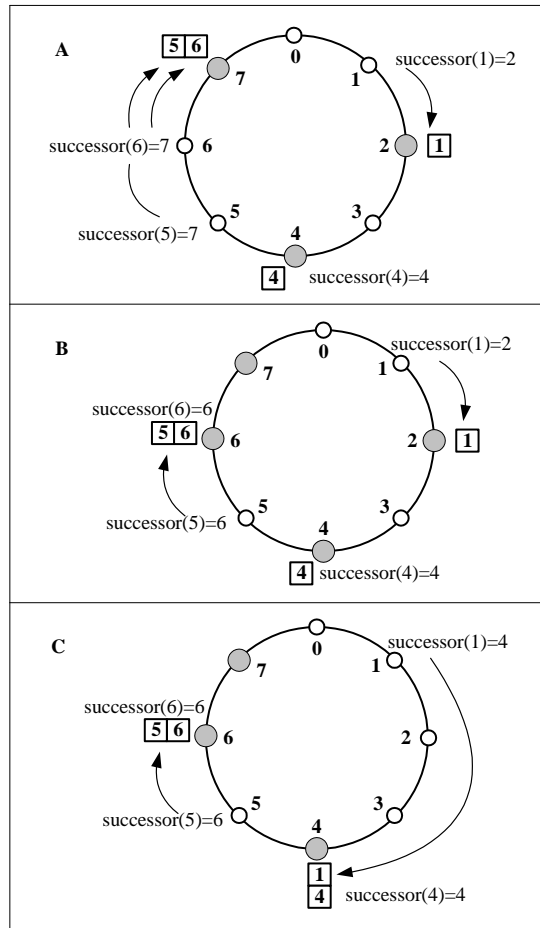 A
5 6
0
successor(1)=2
7
1
successor(6)=7
6
2
1
5
3
successor(5)=7
4
4
successor(4)=4
B
0
successor(1)=2
7
1
successor(6)=6
5 6
6
2
1
successor(5)=6
5
3
4
4
successor(4)=4
C
0
successor(1)=4
7
1
successor(6)=6
5 6
6
2
5
3
successor(5)=6
4
1
4
successor(4)=4